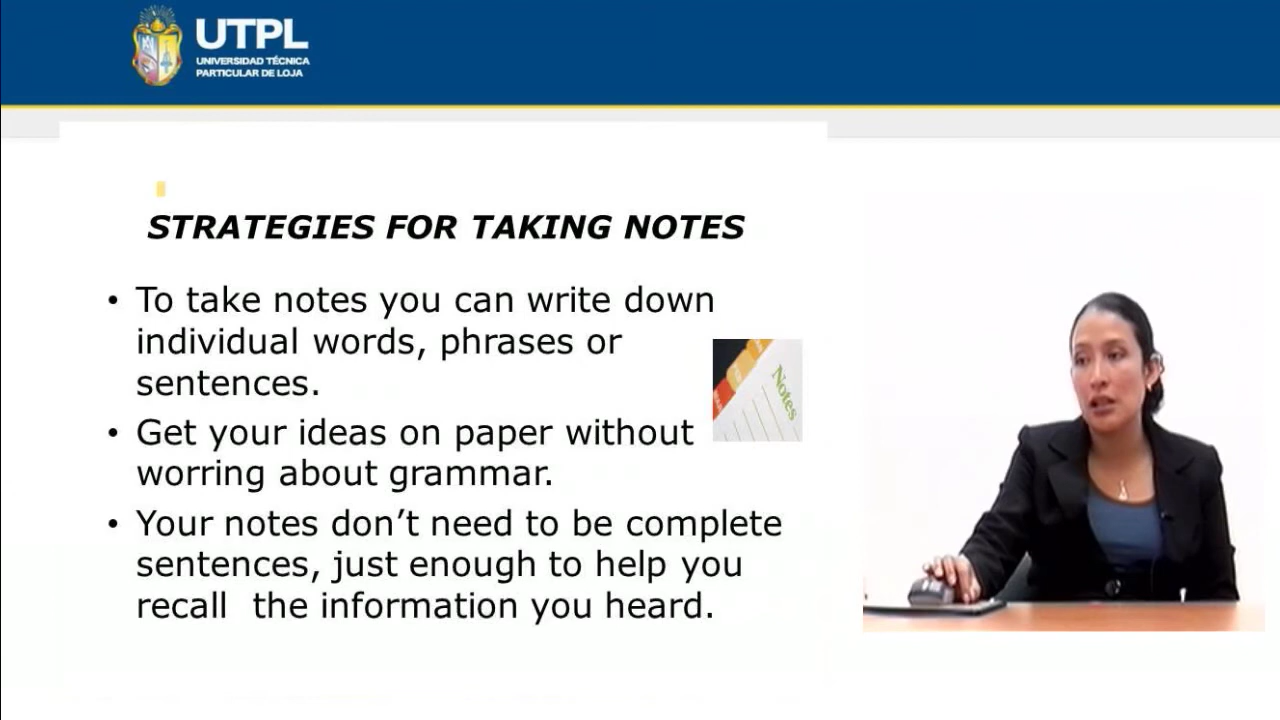 UTPL
UNIVERSIDAD TÉCNICA
PARTICULAR DE LOJA
STRATEGIES FOR TAKING NOTES
• To take notes you can write down
individual words, phrases or
sentences.
• Get your ideas on paper without
worring about grammar.
• Your notes don’t need to be complete
sentences, just enough to help you
recall the information you heard.
Notes